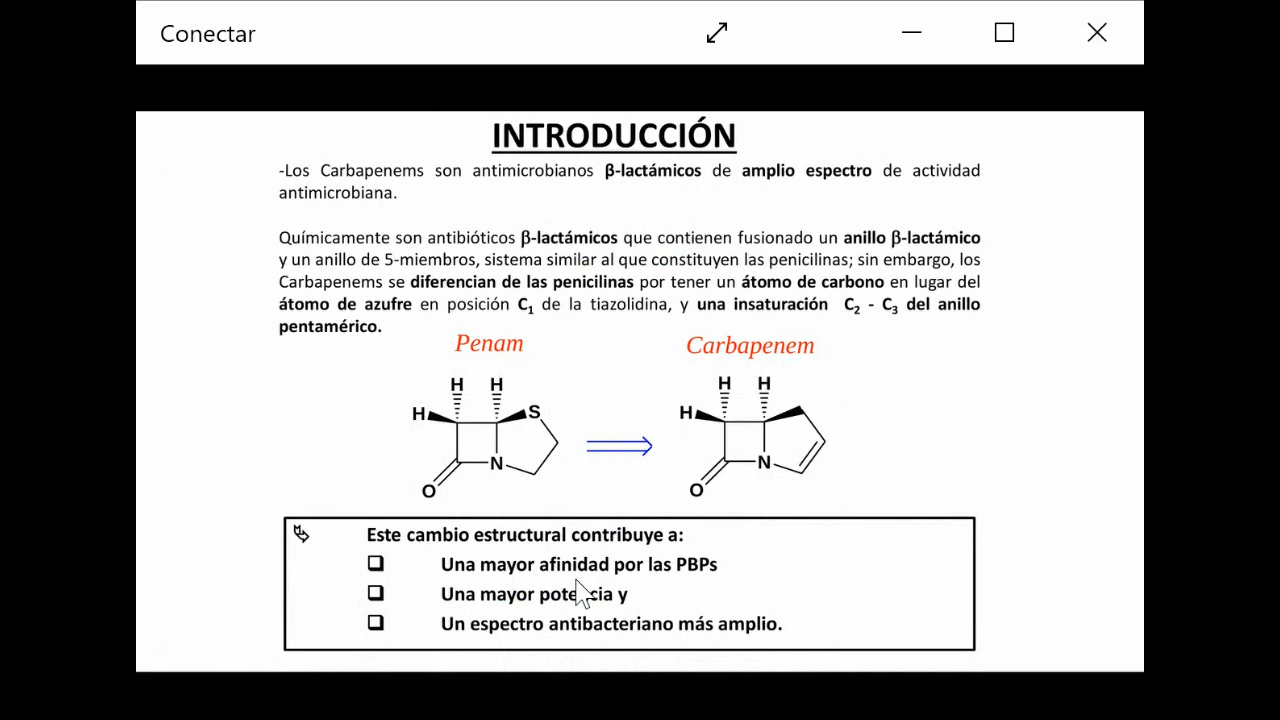 Conectar
INTRODUCCIÓN
-Los Carbapenems son antimicrobianos β-lactámicos de amplio espectro de actividad
antimicrobiana.
Químicamente son antibióticos β-lactámicos que contienen fusionado un anillo β-lactámico
y un anillo de 5-miembros, sistema similar al que constituyen las penicilinas; sin embargo, los
Carbapenems se diferencian de las penicilinas por tener un átomo de carbono en lugar del
átomo de azufre en posición C₁ de la tiazolidina, y una insaturación C₂ - C₃ del anillo
pentamérico.
Penam
Carbapenem
H H
H S
N
O
H H
H
N
O
Este cambio estructural contribuye a:
Una mayor afinidad por las PBPs
Una mayor potencia y
Un espectro antibacteriano más amplio.